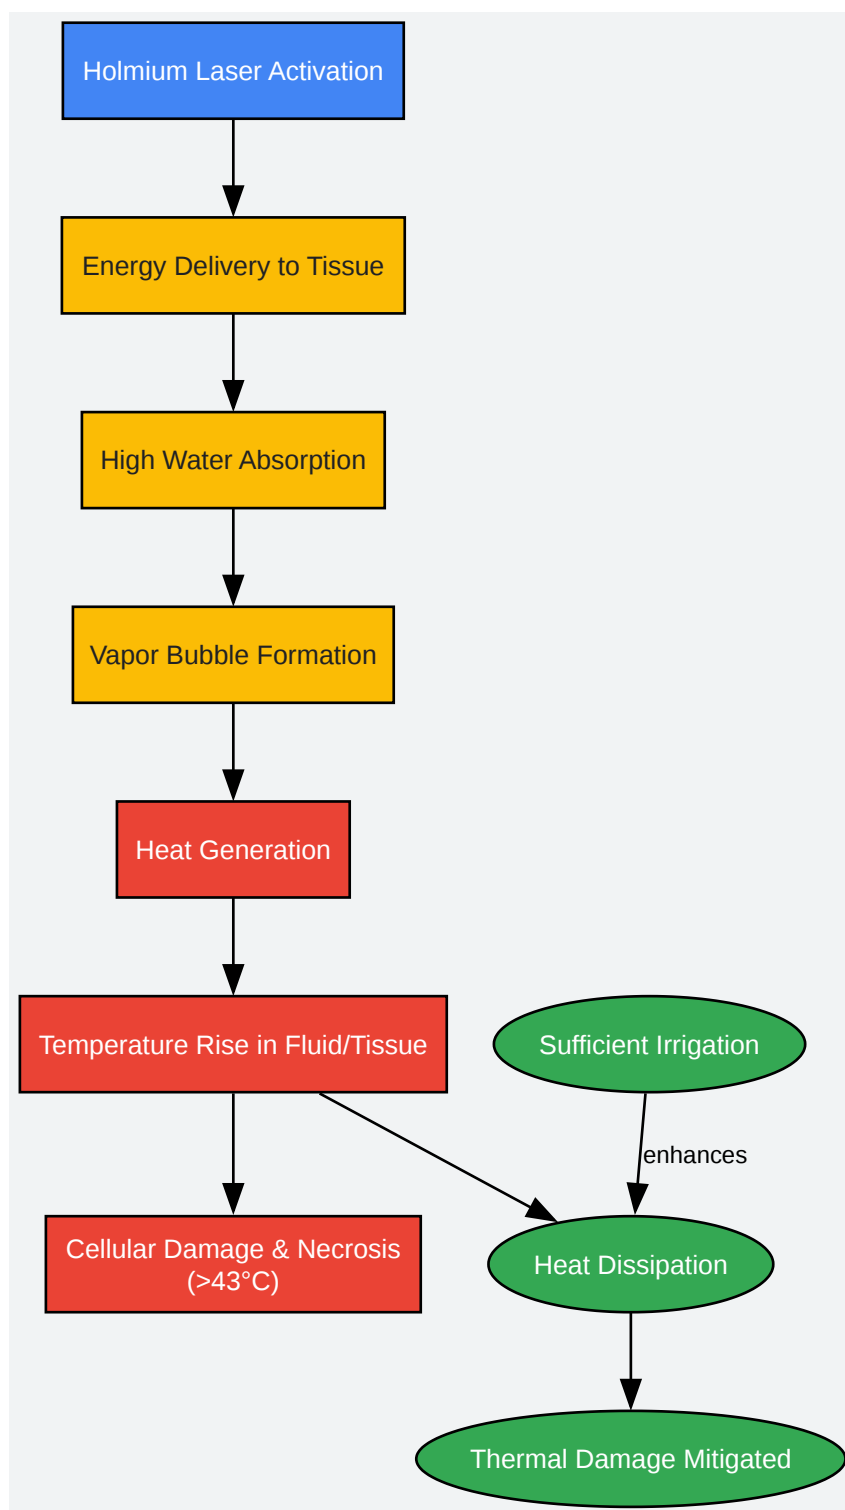 Holmium Laser Activation
Energy Delivery to Tissue
High Water Absorption
Vapor Bubble Formation
Heat Generation
Temperature Rise in Fluid/Tissue
Sufficient Irrigation
enhances
Cellular Damage & Necrosis
(>43°C)
Heat Dissipation
Thermal Damage Mitigated